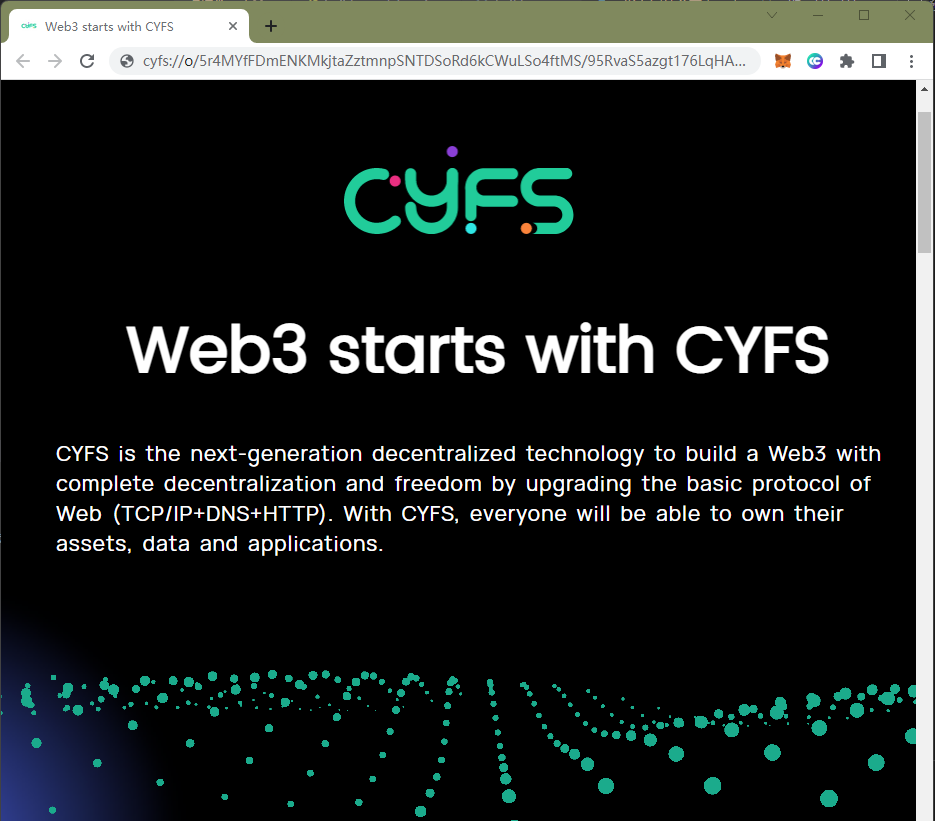 CYFS
Web3 starts with CYFS
cyfs://o/5r4MYfFDmENKMkjtaZztmnpSNTDSoRd6kCWuLSo4ftMS/95RvaS5azgt176LqHA...
CYFS
Web3 starts with CYFS
CYFS is the next-generation decentralized technology to build a Web3 with
complete decentralization and freedom by upgrading the basic protocol of
Web (TCP/IP+DNS+HTTP). With CYFS, everyone will be able to own their
assets, data and applications.